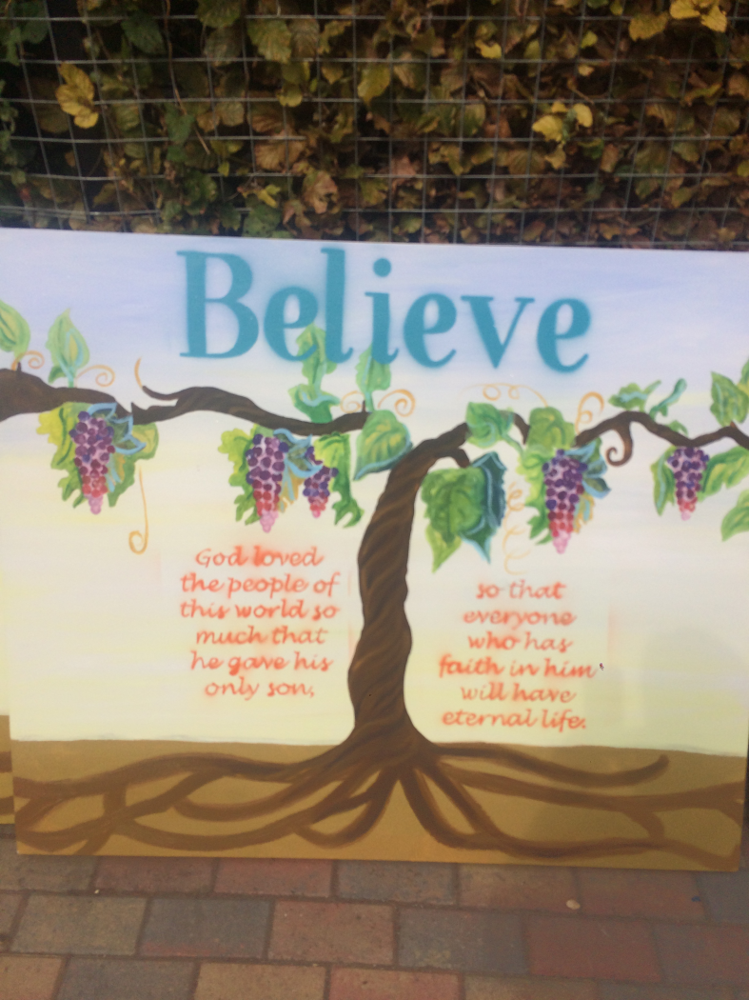 Believe
God loved
the people of
this world so
much that
he gave his
only son,
so that
everyone
who has
faith in him
will have
eternal life.